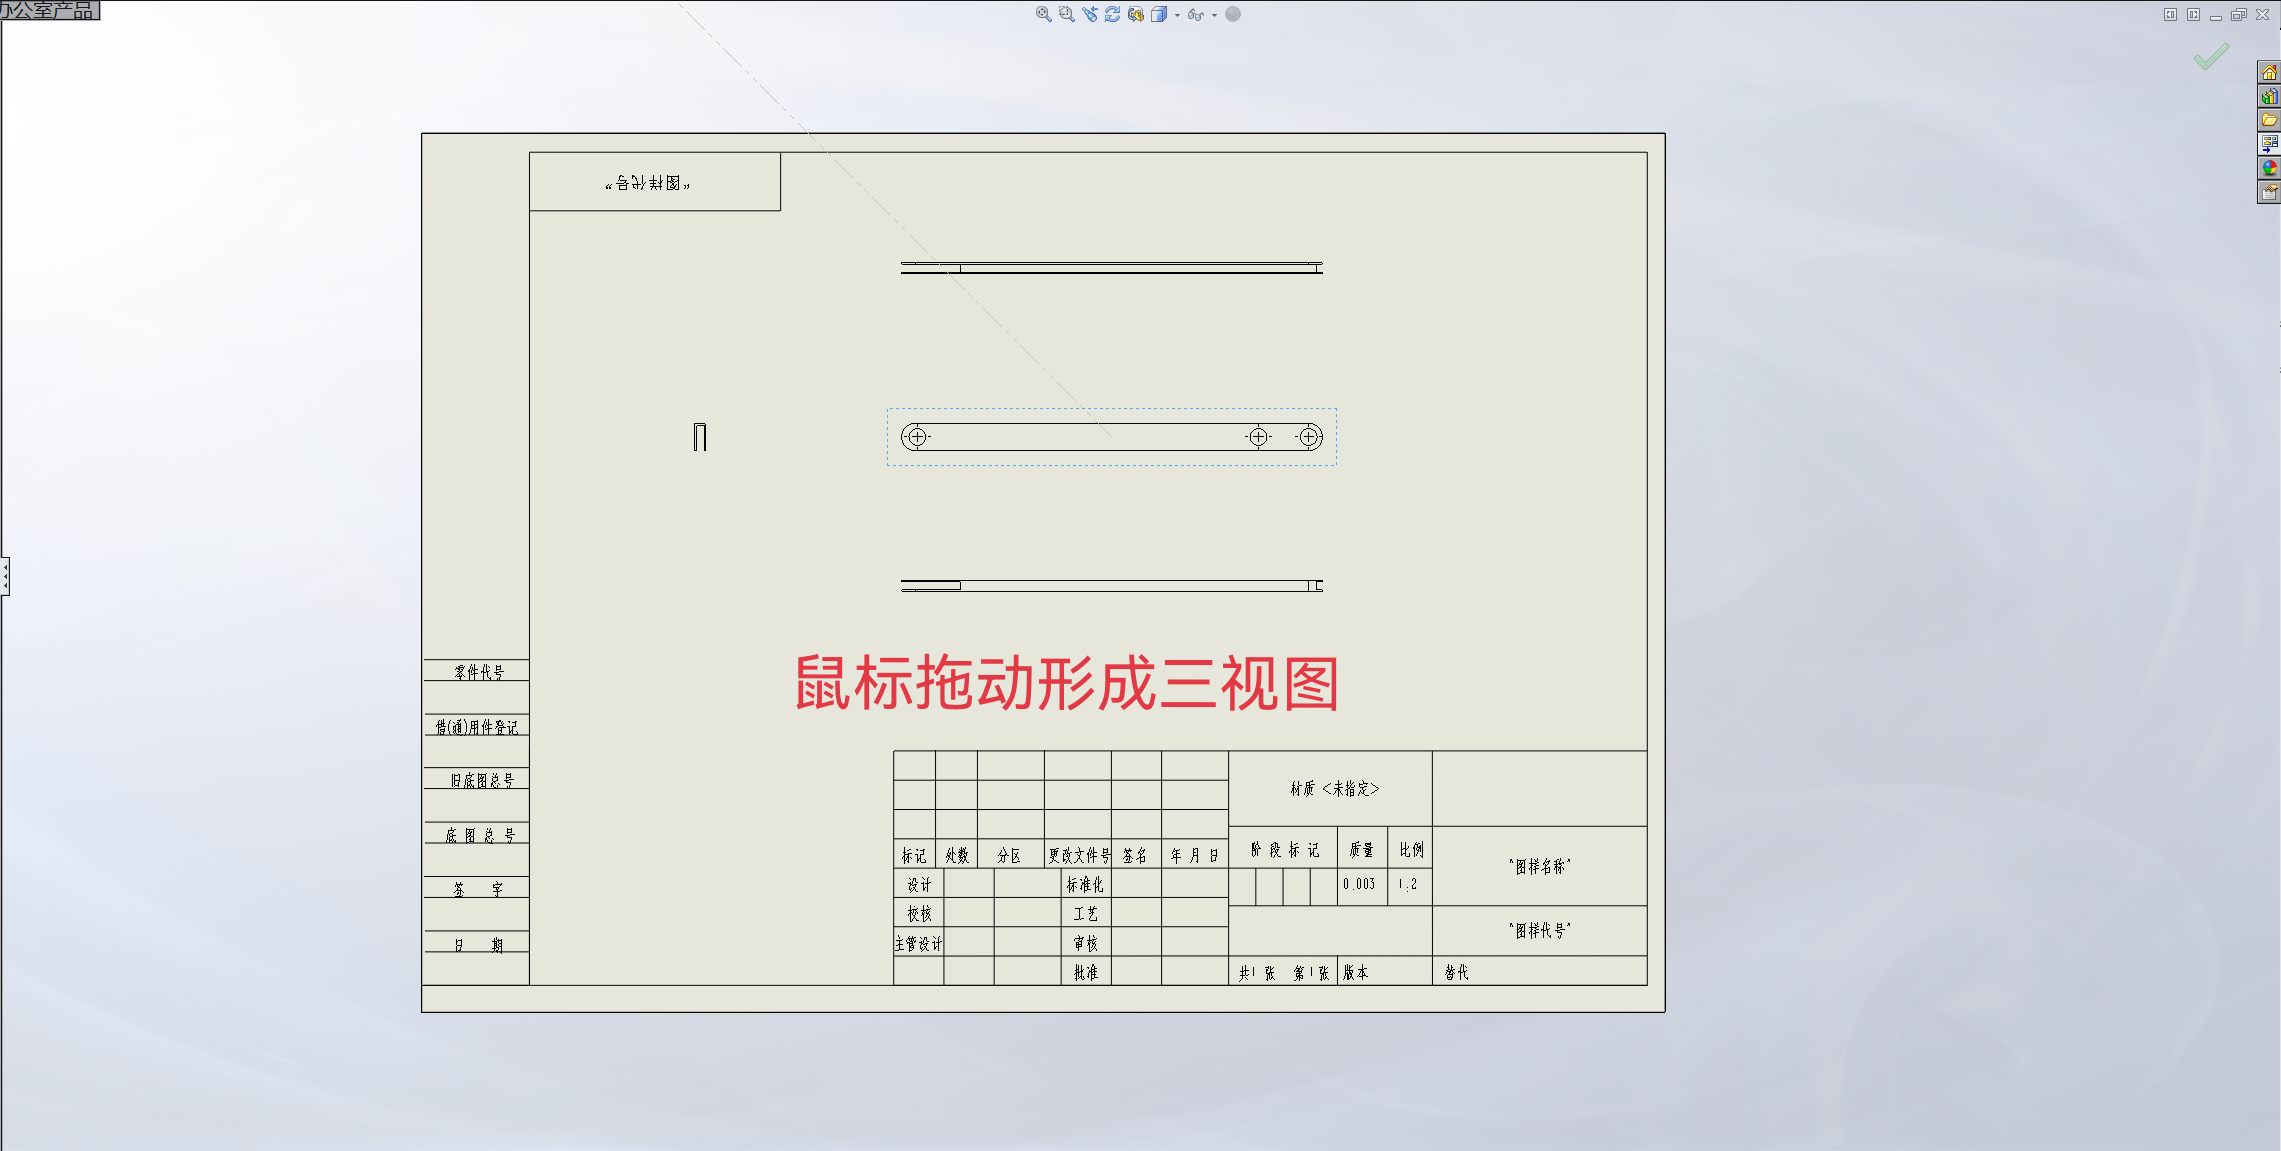 办公室产品
"图样代号"
鼠标拖动形成三视图
零件代号
借(通)用件登记
旧底图总号
底图总号
签 字
日 期
材质 <未指定>
标记 处数 分区 更改文件号 签名 年月日
阶段标记 质量 比例
"图样名称"
设计 标准化
0.003 1:2
校核 工艺
"图样代号"
主管设计 审核
批准
共1张 第1张 版本 替代